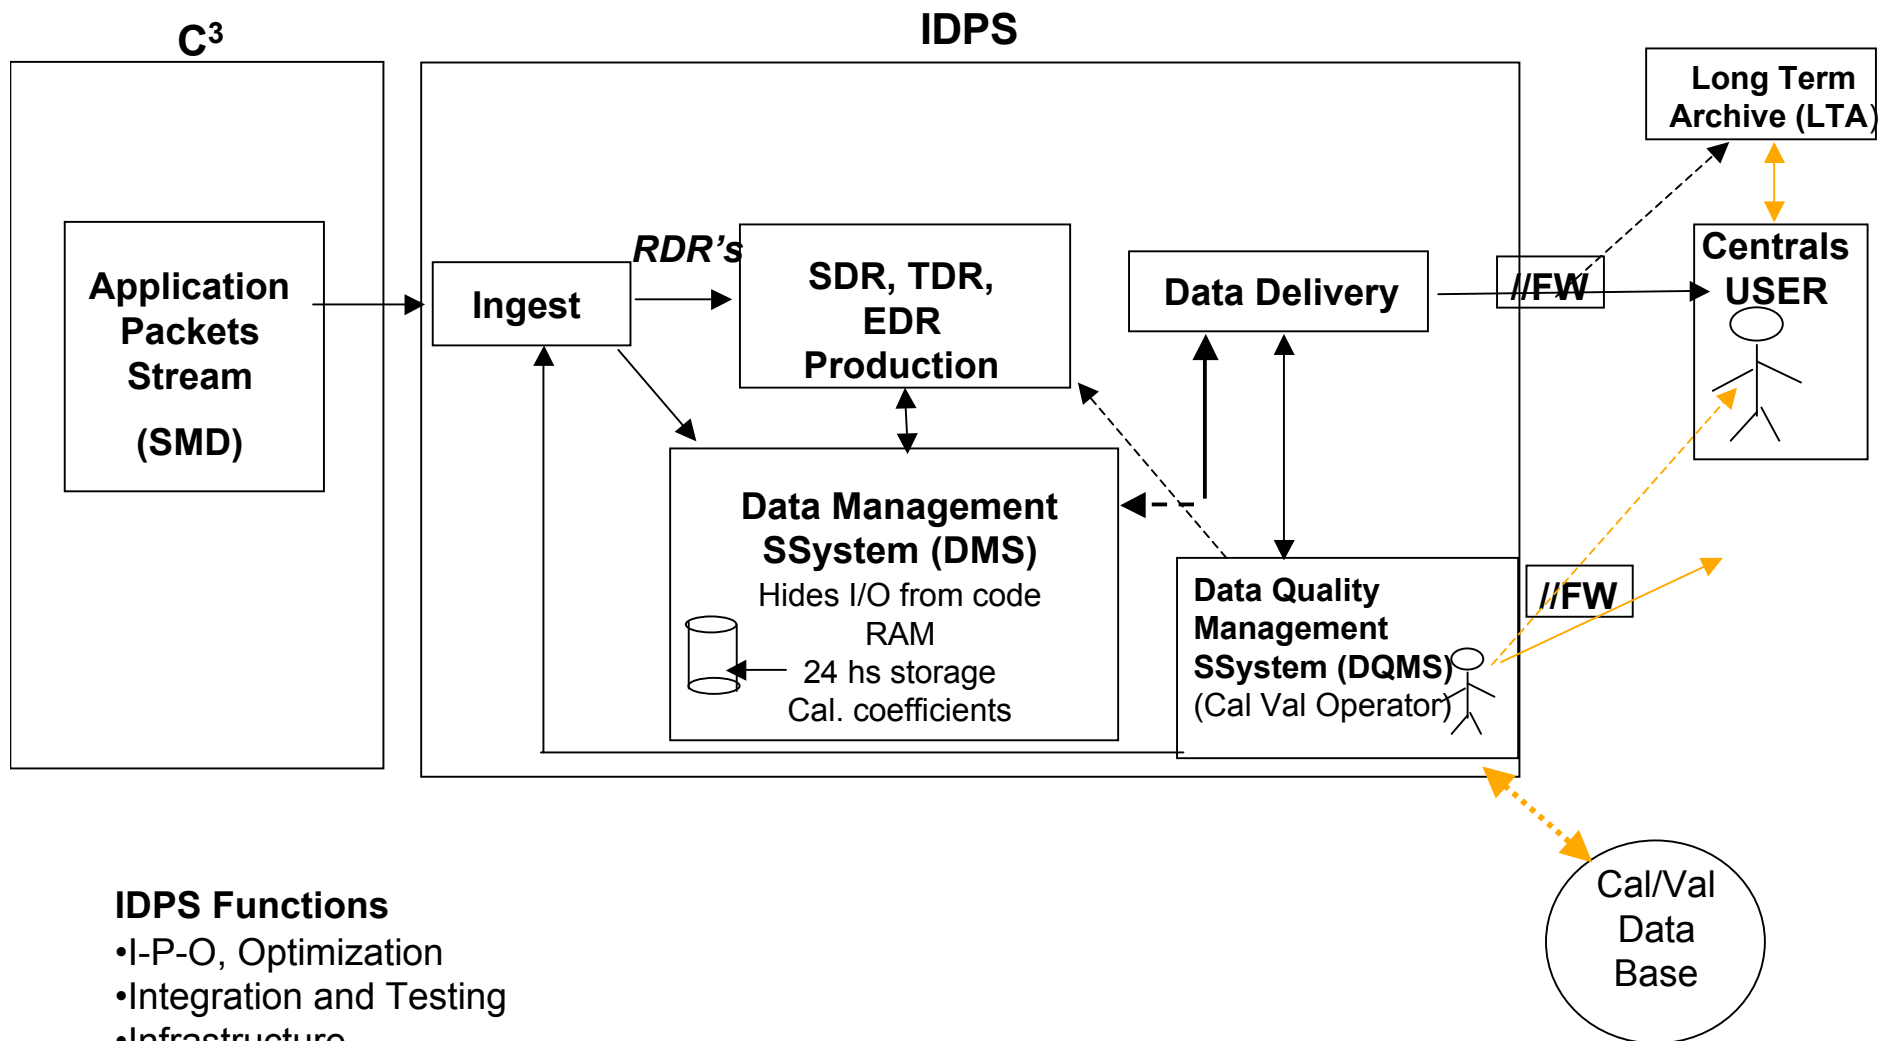 C³
IDPS
Long Term
Archive (LTA)
Application
Packets
Stream
(SMD)
Ingest
RDR's
SDR, TDR,
EDR
Production
Data Delivery
//FW
Centrals
USER
Data Management
SSystem (DMS)
Hides I/O from code
RAM
24 hs storage
Cal. coefficients
Data Quality
Management
SSystem (DQMS)
(Cal Val Operator)
//FW
Cal/Val
Data
Base
IDPS Functions
•I-P-O, Optimization
•Integration and Testing
•Infrastructure